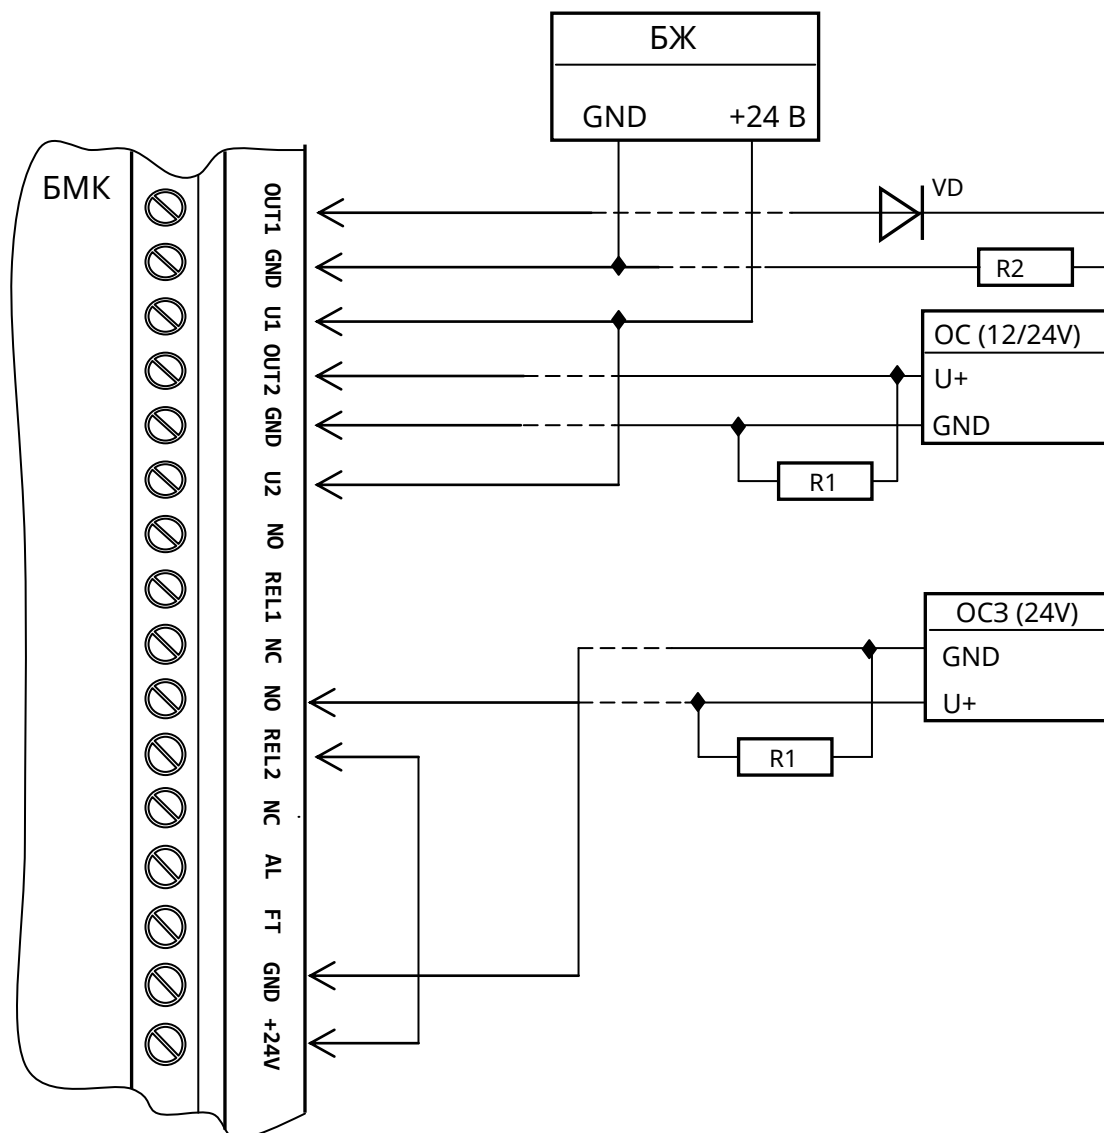 БЖ
GND +24 В
БМК
OUT1
GND
U1
OUT2
GND
U2
NO
REL1
NC
NO
REL2
NC
AL
FT
GND
+24V
VD
R2
ОС (12/24V)
U+
GND
R1
ОСЗ (24V)
GND
U+
R1